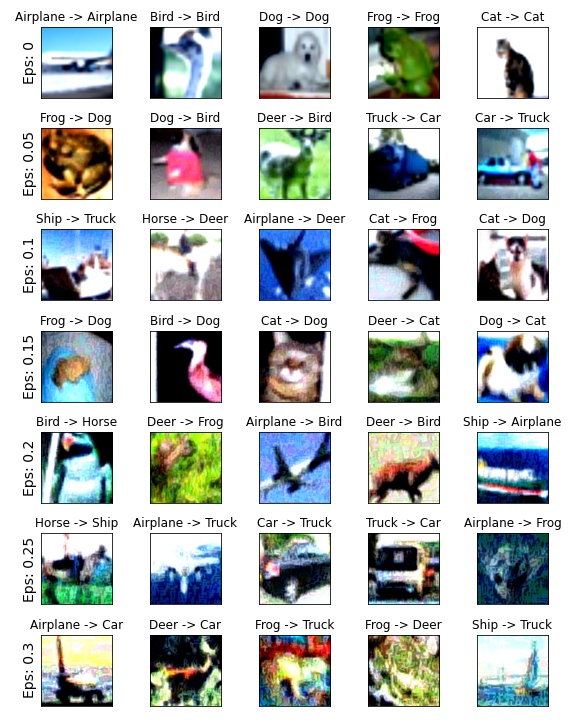 Airplane -> Airplane Bird -> Bird Dog -> Dog Frog -> Frog Cat -> Cat
Eps: 0
Frog -> Dog Dog -> Bird Deer -> Bird Truck -> Car Car -> Truck
Eps: 0.05
Ship -> Truck Horse -> Deer Airplane -> Deer Cat -> Frog Cat -> Dog
Eps: 0.1
Frog -> Dog Bird -> Dog Cat -> Dog Deer -> Cat Dog -> Cat
Eps: 0.15
Bird -> Horse Deer -> Frog Airplane -> Bird Deer -> Bird Ship -> Airplane
Eps: 0.2
Horse -> Ship Airplane -> Truck Car -> Truck Truck -> Car Airplane -> Frog
Eps: 0.25
Airplane -> Car Deer -> Car Frog -> Truck Frog -> Deer Ship -> Truck
Eps: 0.3